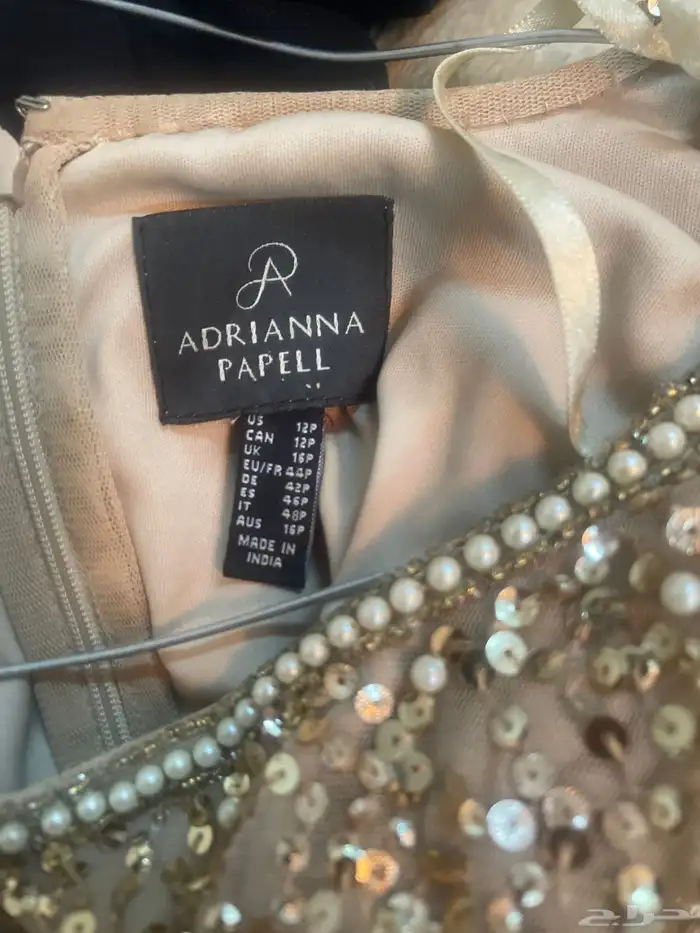 ADRIANNA
PAPELL
US 12P
CAN 12P
UK 16P
EU/FR 44P
DE 42P
ES 46P
IT 48P
AUS 16P
MADE IN
INDIA
حراج